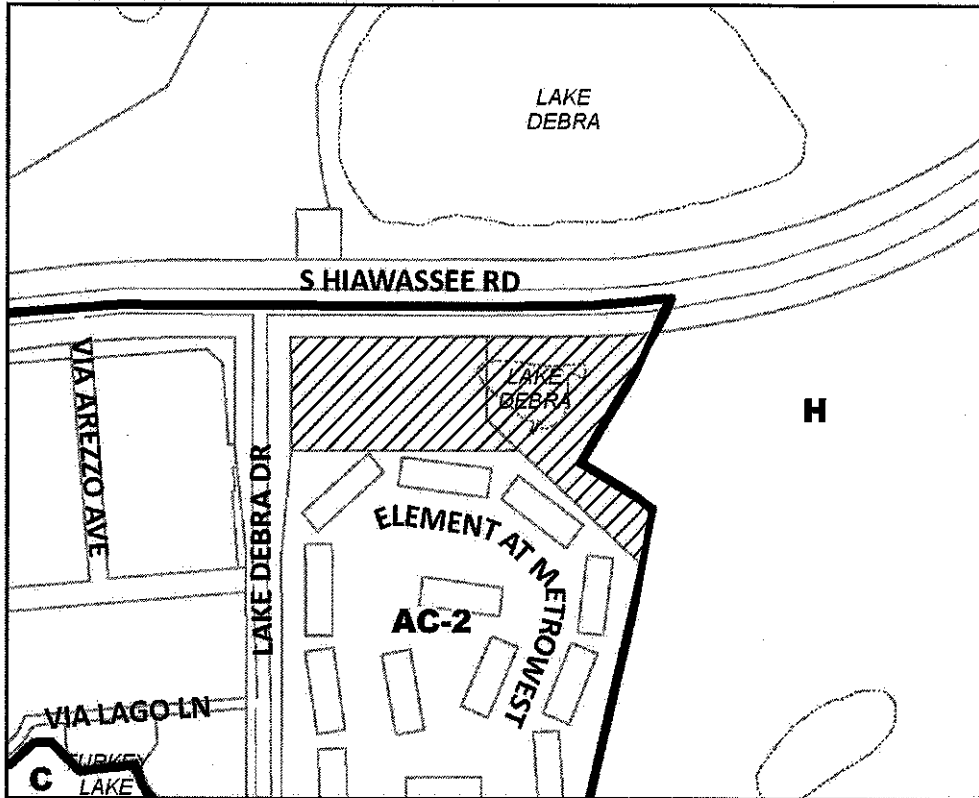 LAKE
DEBRA
S HIAWASSEE RD
VIA AREZZO AVE
LAKE
DEBRA
H
LAKE DEBRA DR
ELEMENT AT METROWEST
AC-2
VIA LAGO LN
TURKEY
LAKE
C